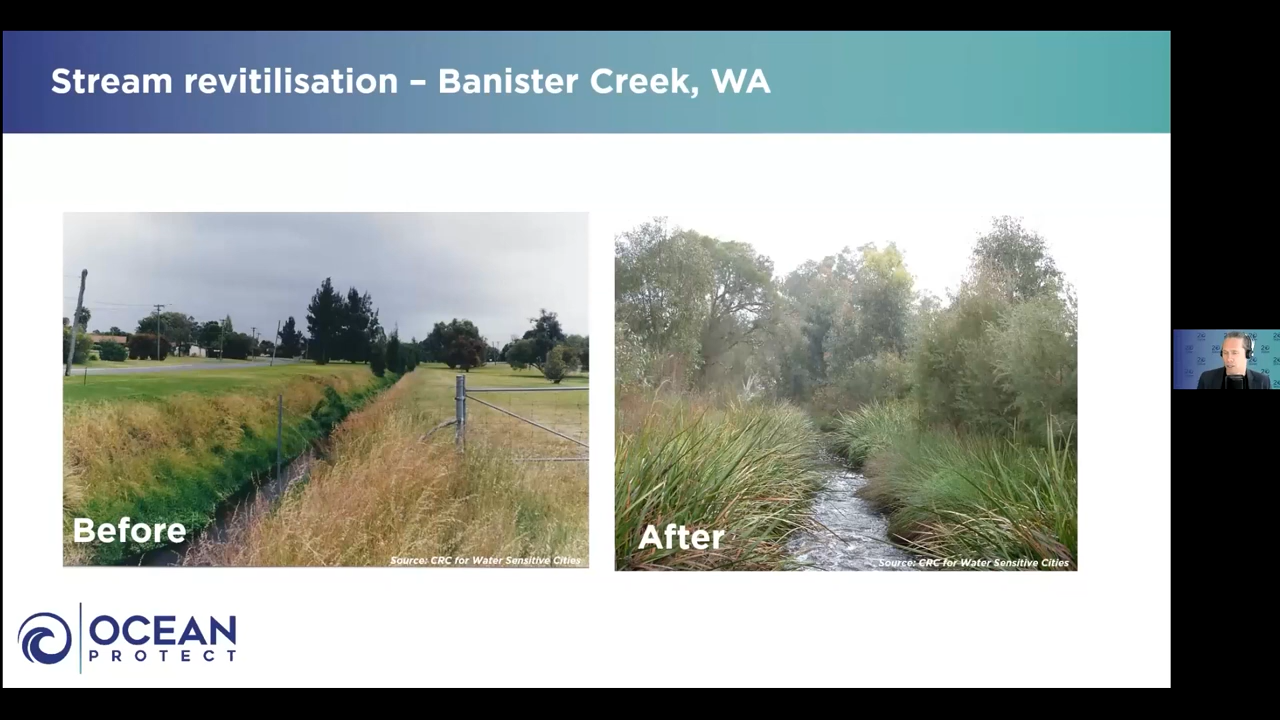 Stream revitilisation – Banister Creek, WA
Before
Source: CRC for Water Sensitive Cities
After
Source: CRC for Water Sensitive Cities
OCEAN
PROTECT